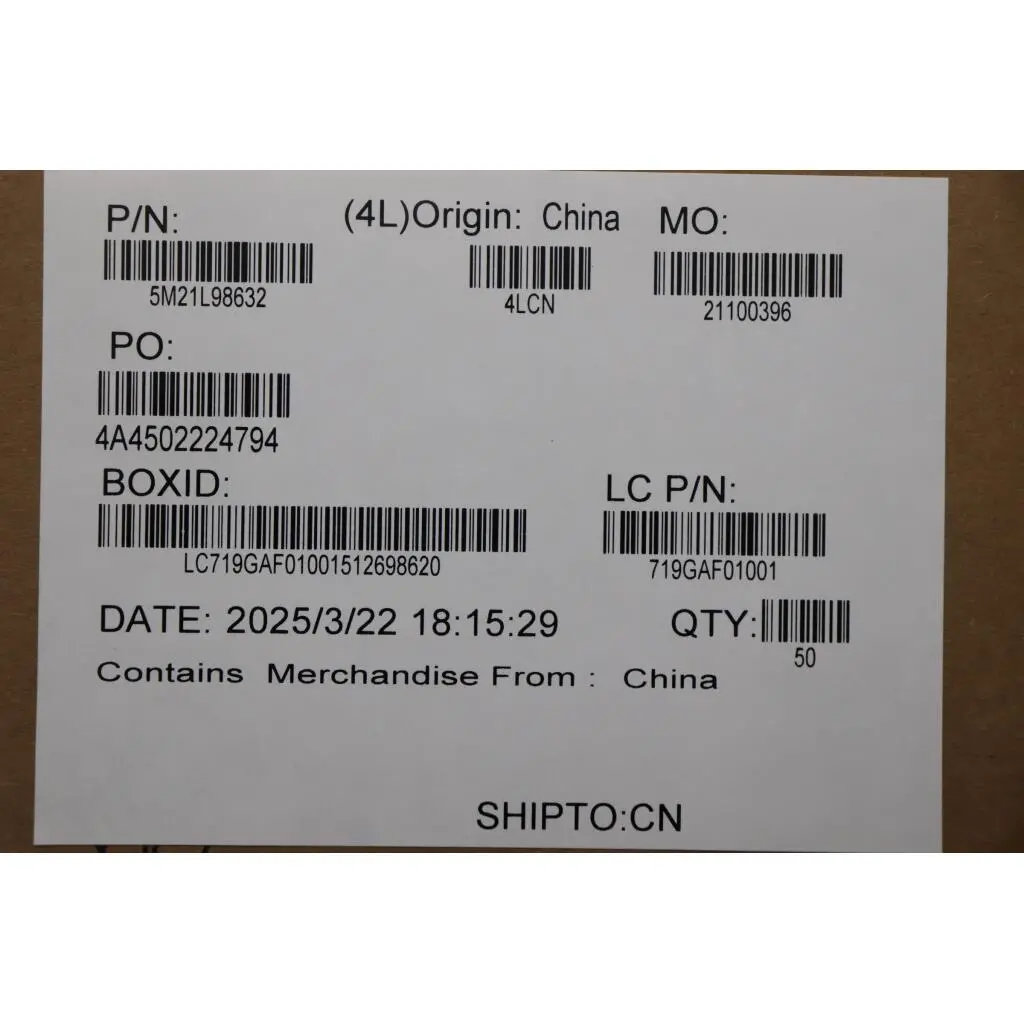 P/N: (4L)Origin: China MO:
5M21L98632 4LCN 21100396
PO:
4A4502224794
BOXID: LC P/N:
LC719GAF01001512698620 719GAF01001
DATE: 2025/3/22 18:15:29 QTY:
50
Contains Merchandise From : China
SHIPTO:CN